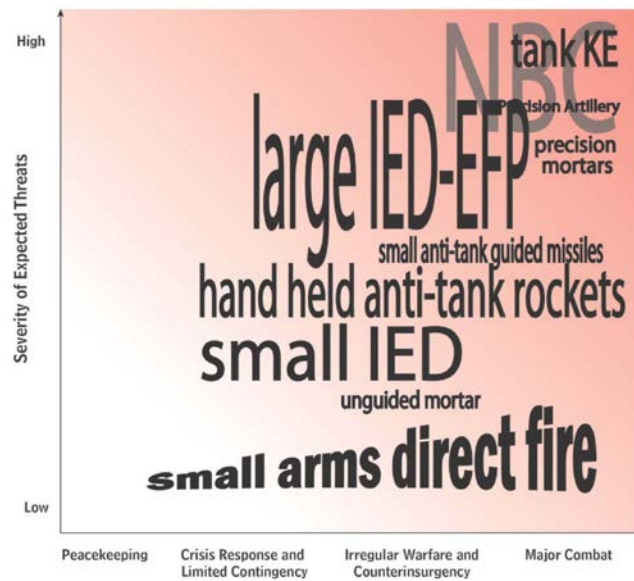 High
Severity of Expected Threats
Low
NBC
tank KE
Precision Artillery
precision
mortars
large IED-EFP
small anti-tank guided missiles
hand held anti-tank rockets
small IED
unguided mortar
small arms direct fire
Peacekeeping
Crisis Response and
Limited Contingency
Irregular Warfare and
Counterinsurgency
Major Combat